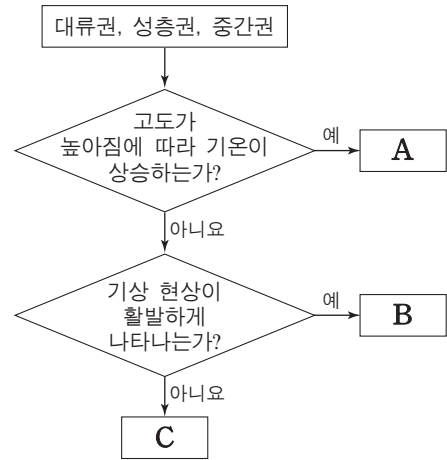 대류권, 성층권, 중간권
고도가
높아짐에 따라 기온이
상승하는가?
예
A
아니요
기상 현상이
활발하게
나타나는가?
예
B
아니요
C